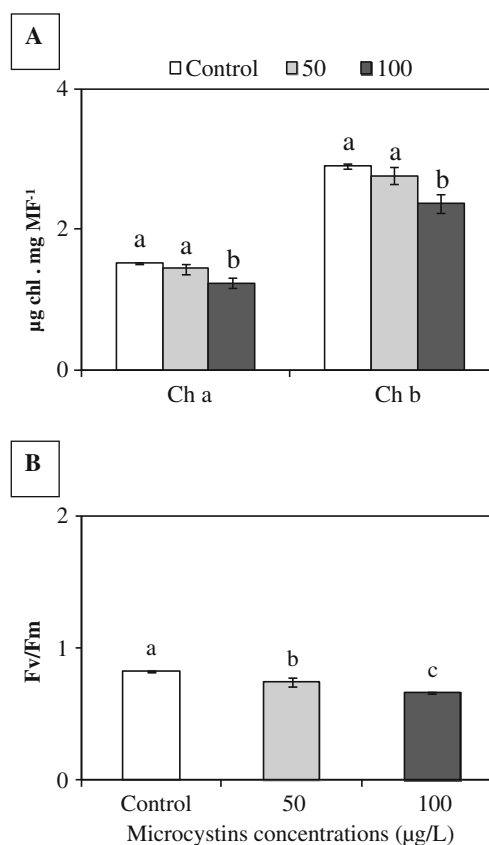 A
Control 50 100
4
a a b a a b
2
0
µg chl . mg MF⁻¹
Ch a Ch b
B
2
1
0
Fv/Fm
a b c
Control 50 100
Microcystins concentrations (µg/L)